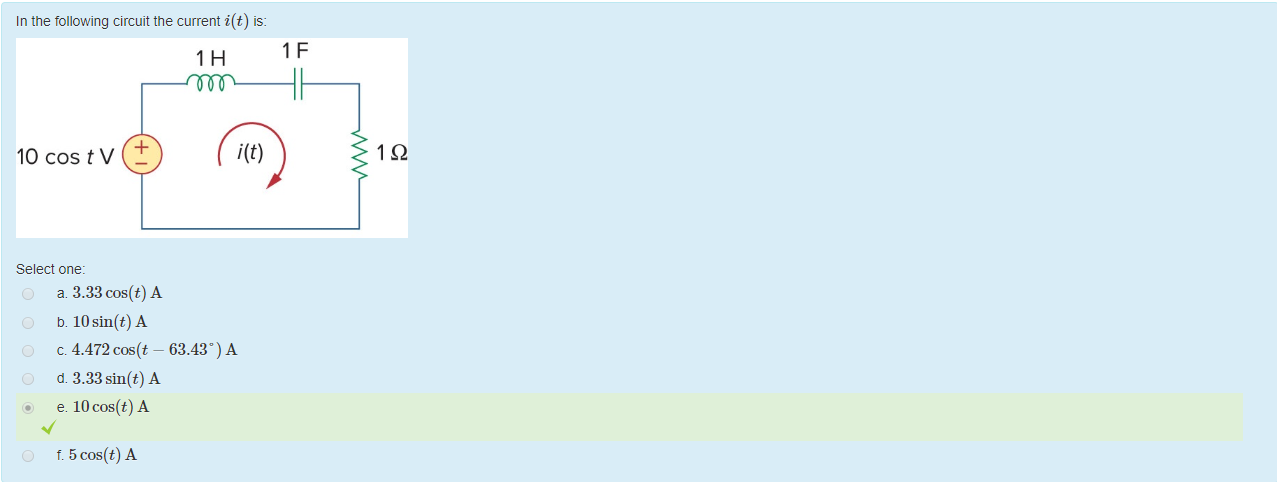 In the following circuit the current i(t) is:
1 H
1 F
10 cos t V
+
−
i(t)
1 Ω
Select one:
a. 3.33 cos(t) A
b. 10 sin(t) A
c. 4.472 cos(t − 63.43°) A
d. 3.33 sin(t) A
e. 10 cos(t) A
f. 5 cos(t) A